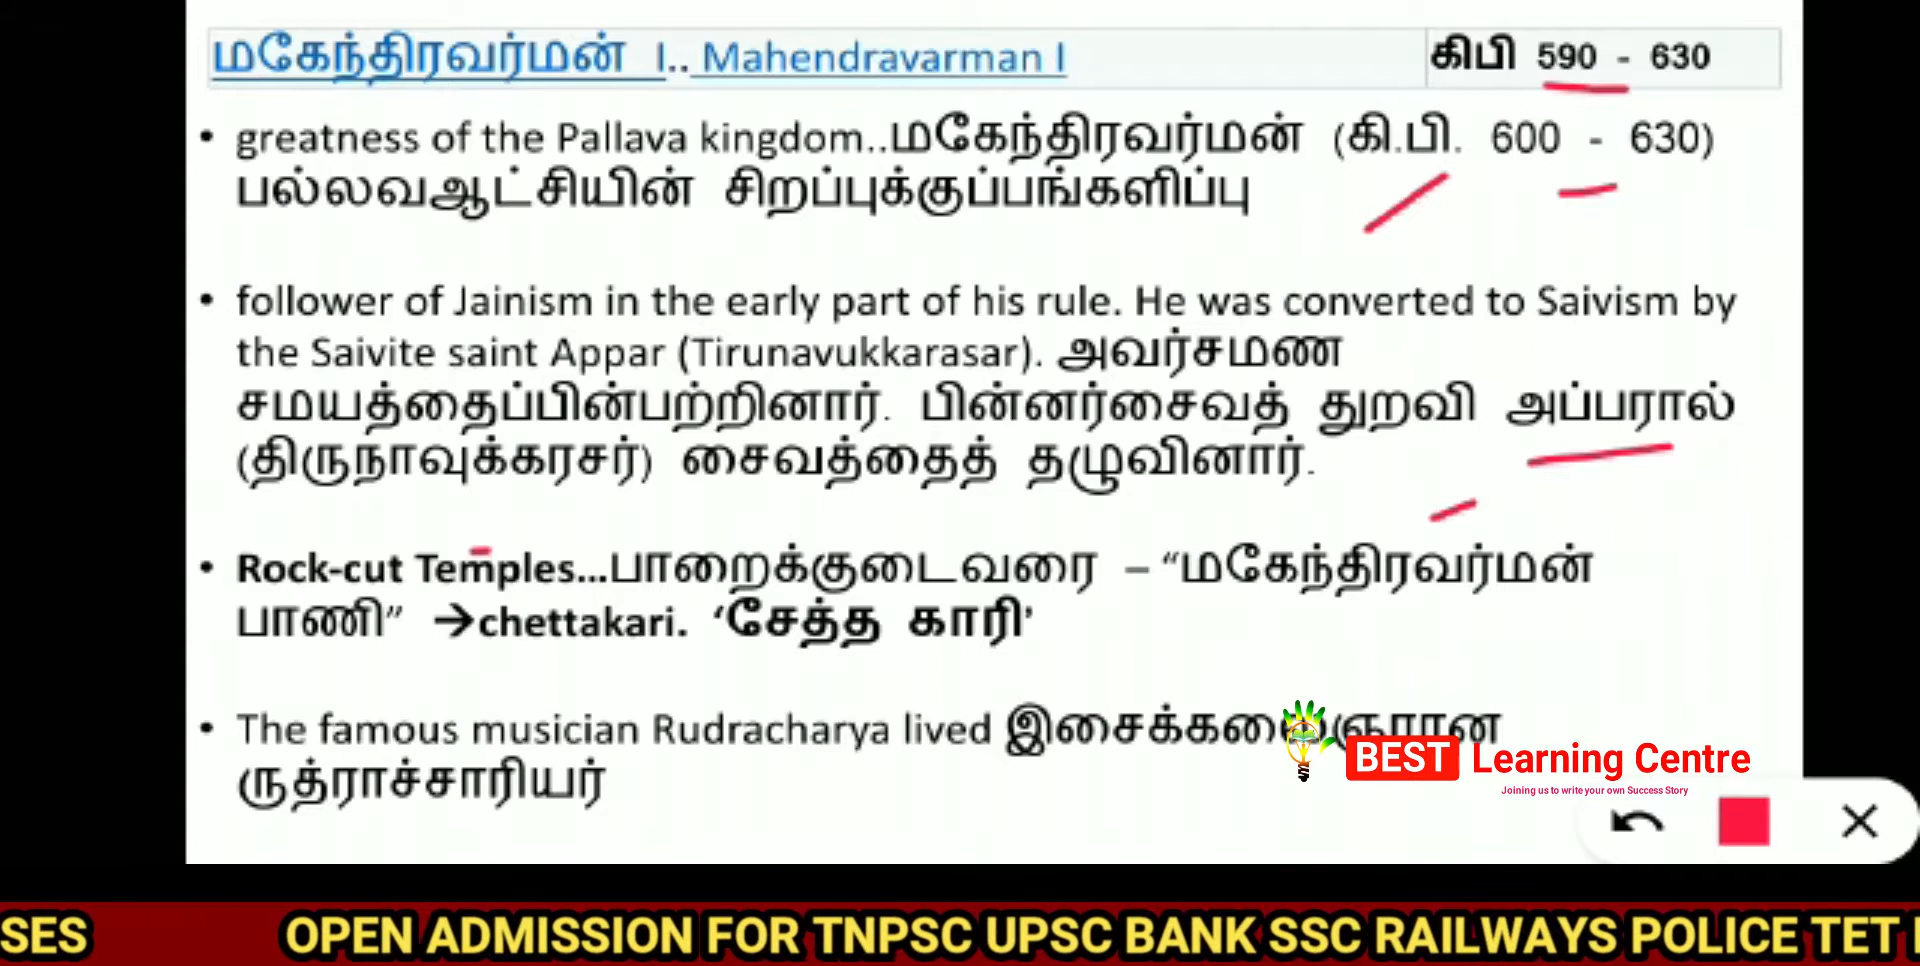 மகேந்திரவர்மன் I.. Mahendravarman I கிபி 590 - 630
• greatness of the Pallava kingdom..மகேந்திரவர்மன் (கி.பி. 600 - 630)
பல்லவஆட்சியின் சிறப்புக்குப்பங்களிப்பு
• follower of Jainism in the early part of his rule. He was converted to Saivism by
the Saivite saint Appar (Tirunavukkarasar). அவர்சமண
சமயத்தைப்பின்பற்றினார். பின்னர்சைவத் துறவி அப்பரால்
(திருநாவுக்கரசர்) சைவத்தைத் தழுவினார்.
• Rock-cut Temples...பாறைக்குடைவரை – “மகேந்திரவர்மன்
பாணி” →chettakari. ‘சேத்த காரி’
• The famous musician Rudracharya lived இசைக்கலைஞரான
ருத்ராச்சாரியர்
BEST Learning Centre
Joining us to write your own Success Story
SES OPEN ADMISSION FOR TNPSC UPSC BANK SSC RAILWAYS POLICE TET